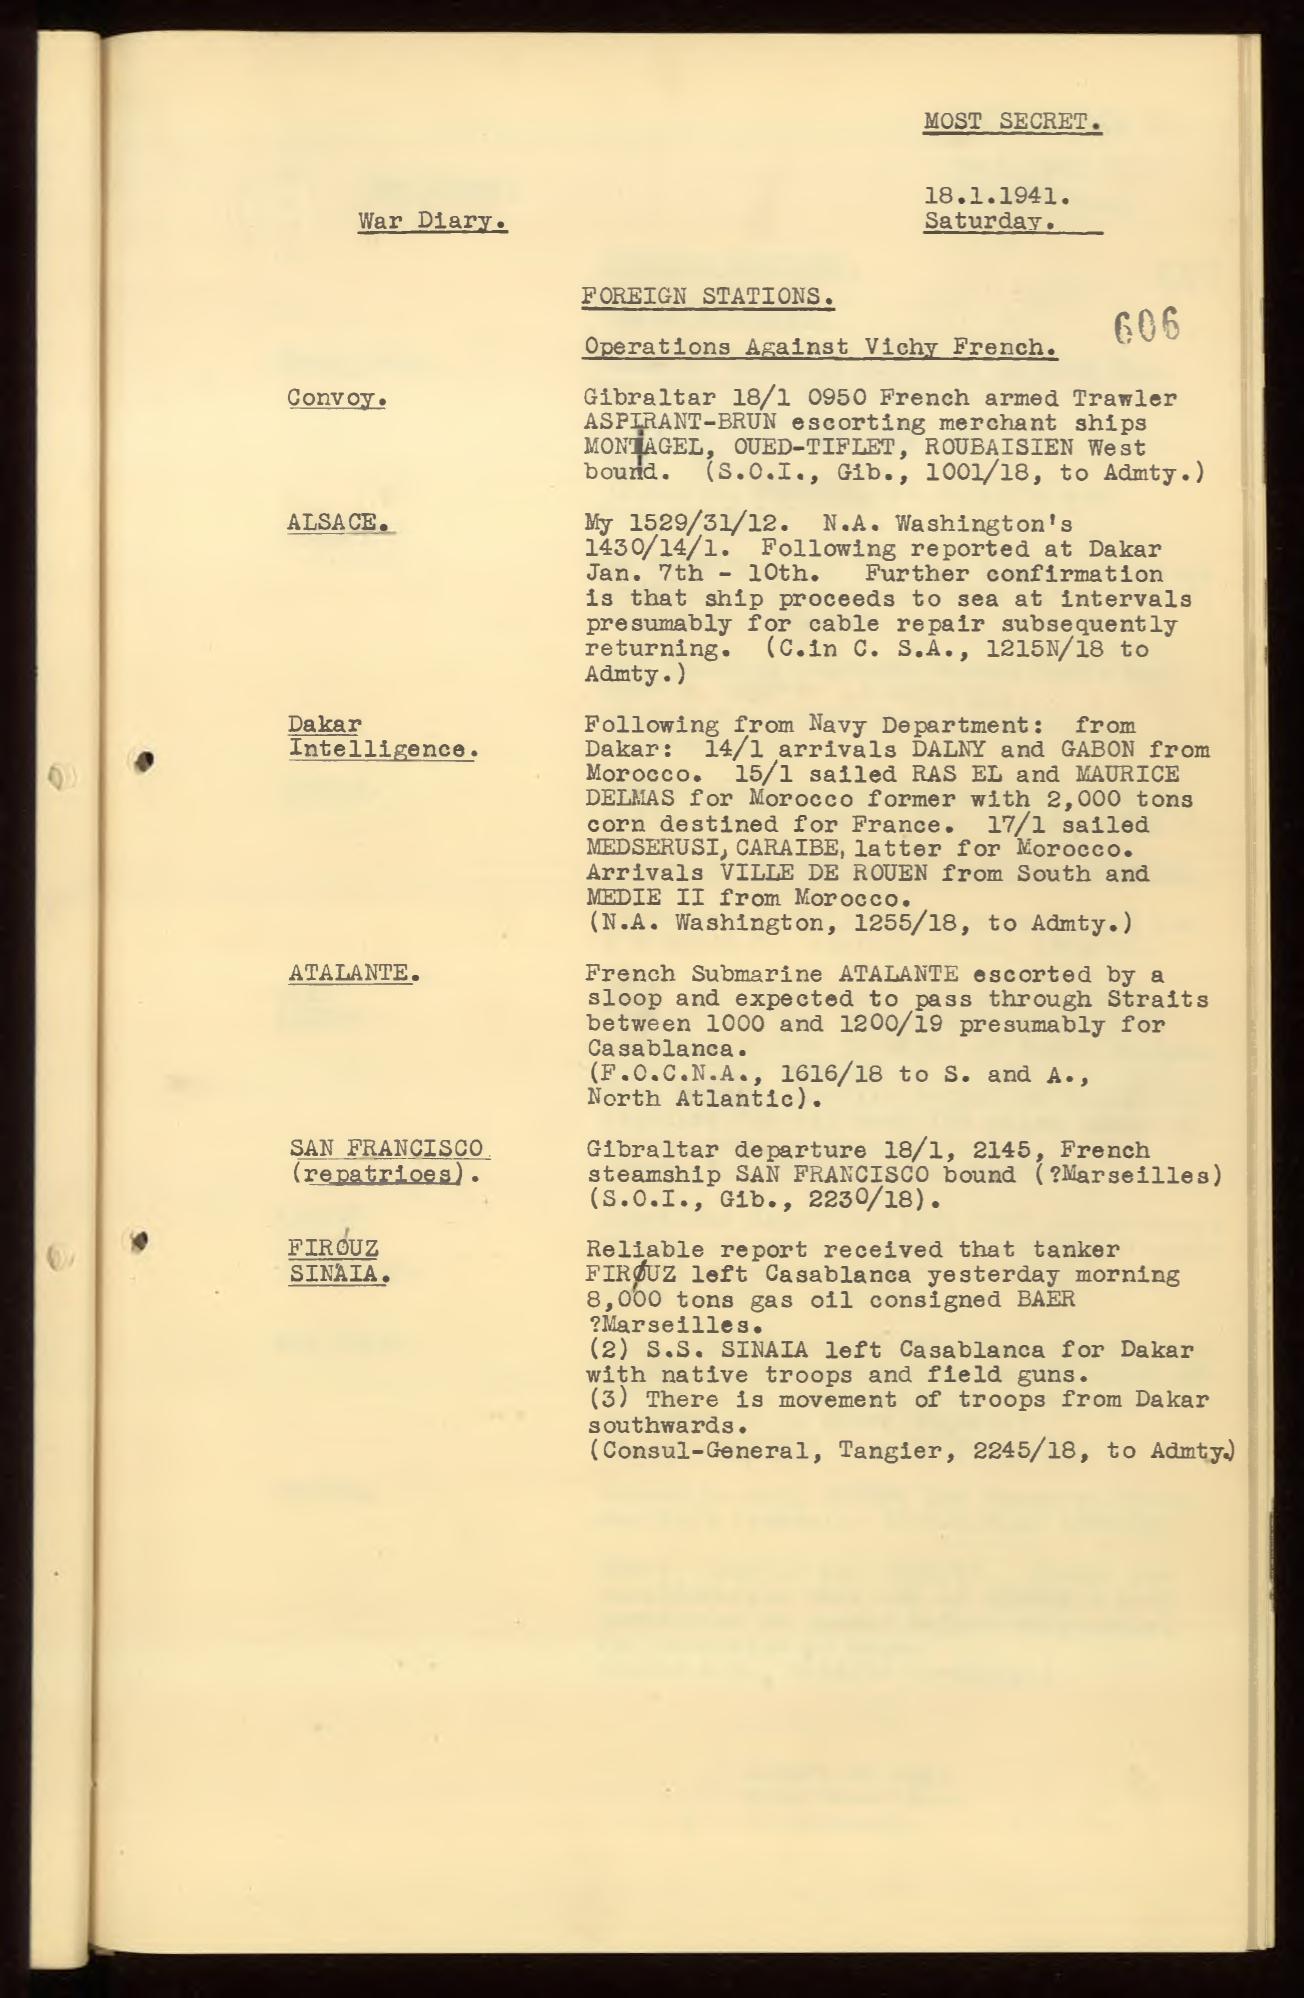 MOST SECRET.
18.1.1941.
War Diary.
Saturday.
FOREIGN STATIONS.
606
Operations Against Vichy French.
Convoy.
Gibraltar 18/1 0950 French armed Trawler
ASPIRANT-BRUN escorting merchant ships
MONTAGEL, OUED-TIFLET, ROUBAISIEN West
bound. (S.O.I., Gib., 1001/18, to Admty.)
ALSACE.
My 1529/31/12. N.A. Washington's
1430/14/1. Following reported at Dakar
Jan. 7th - 10th. Further confirmation
is that ship proceeds to sea at intervals
presumably for cable repair subsequently
returning. (C.in C. S.A., 1215N/18 to
Admty.)
Dakar
Intelligence.
Following from Navy Department: from
Dakar: 14/1 arrivals DALNY and GABON from
Morocco. 15/1 sailed RAS EL and MAURICE
DELMAS for Morocco former with 2,000 tons
corn destined for France. 17/1 sailed
MEDSERUSI, CARAIBE, latter for Morocco.
Arrivals VILLE DE ROUEN from South and
MEDIE II from Morocco.
(N.A. Washington, 1255/18, to Admty.)
ATALANTE.
French Submarine ATALANTE escorted by a
sloop and expected to pass through Straits
between 1000 and 1200/19 presumably for
Casablanca.
(F.O.C.N.A., 1616/18 to S. and A.,
North Atlantic).
SAN FRANCISCO
(repatrioes).
Gibraltar departure 18/1, 2145, French
steamship SAN FRANCISCO bound (?Marseilles)
(S.O.I., Gib., 2230/18).
FIROUZ
SINAIA.
Reliable report received that tanker
FIROUZ left Casablanca yesterday morning
8,000 tons gas oil consigned BAER
?Marseilles.
(2) S.S. SINAIA left Casablanca for Dakar
with native troops and field guns.
(3) There is movement of troops from Dakar
southwards.
(Consul-General, Tangier, 2245/18, to Admty.)